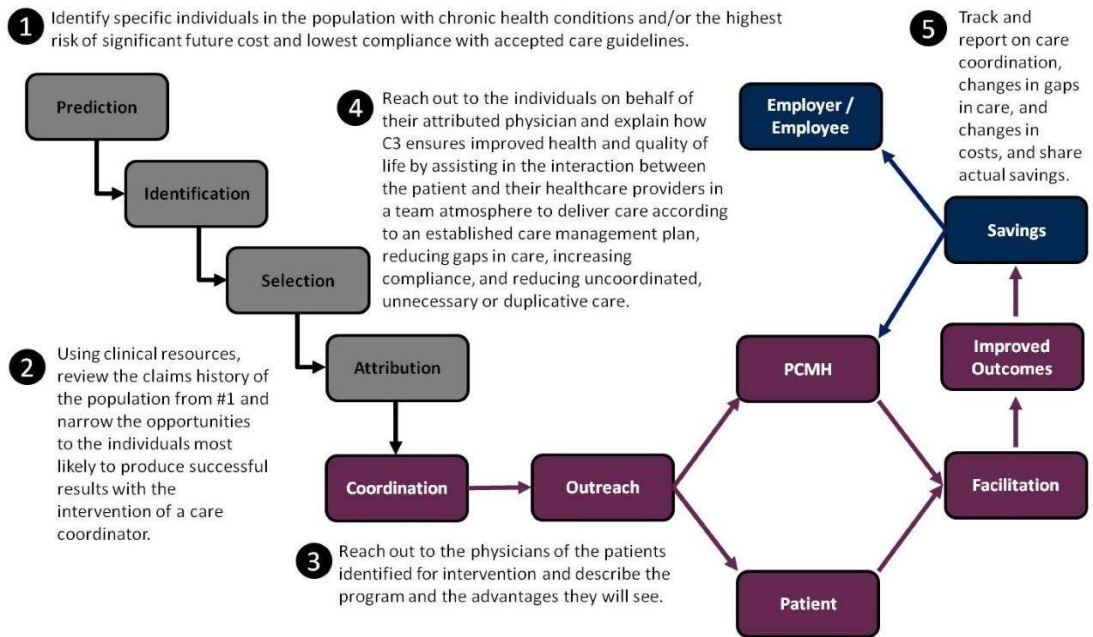 1 Identify specific individuals in the population with chronic health conditions and/or the highest
risk of significant future cost and lowest compliance with accepted care guidelines.
Prediction
Identification
Selection
Attribution
2 Using clinical resources,
review the claims history of
the population from #1 and
narrow the opportunities
to the individuals most
likely to produce successful
results with the
intervention of a care
coordinator.
Coordination
Outreach
3 Reach out to the physicians of the patients
identified for intervention and describe the
program and the advantages they will see.
4 Reach out to the individuals on behalf of
their attributed physician and explain how
C3 ensures improved health and quality of
life by assisting in the interaction between
the patient and their healthcare providers in
a team atmosphere to deliver care according
to an established care management plan,
reducing gaps in care, increasing
compliance, and reducing uncoordinated,
unnecessary or duplicative care.
PCMH
Patient
Facilitation
Improved
Outcomes
Savings
Employer /
Employee
5 Track and
report on care
coordination,
changes in gaps
in care, and
changes in
costs, and share
actual savings.